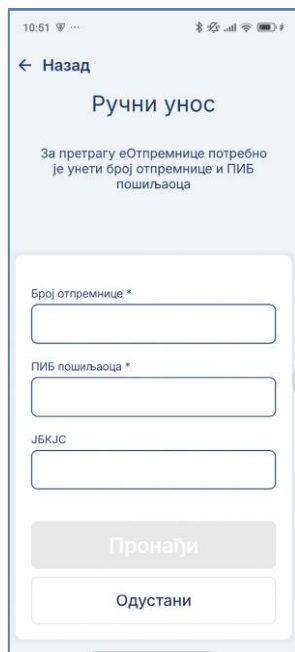 10:51
← Назад
Ручни унос
За претрагу еОтпремнице потребно
је унети број отпремнице и ПИБ
пошиљаоца
Број отпремнице *
ПИБ пошиљаоца *
ЈБКЈС
Пронађи
Одустани